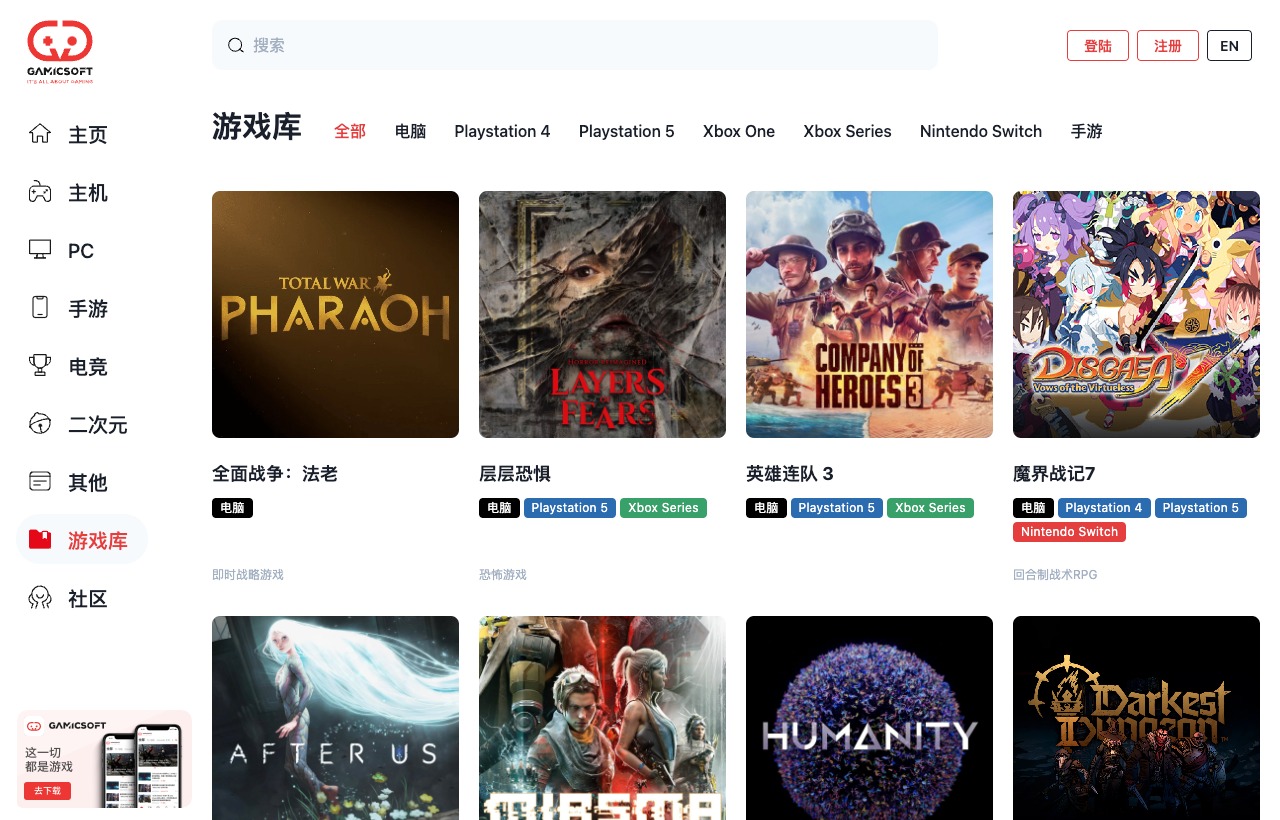 GAMICSOFT
IT'S ALL ABOUT GAMING
搜索
登陆
注册
EN
主页
主机
PC
手游
电竞
二次元
其他
游戏库
社区
GAMICSOFT
这一切
都是游戏
去下载
游戏库
全部
电脑
Playstation 4
Playstation 5
Xbox One
Xbox Series
Nintendo Switch
手游
TOTAL WAR
PHARAOH
全面战争：法老
电脑
即时战略游戏
LAYERS
OF
FEARS
层层恐惧
电脑 Playstation 5 Xbox Series
恐怖游戏
COMPANY OF
HEROES 3
英雄连队 3
电脑 Playstation 5 Xbox Series
DISGAEA 7
Vows of the Virtueless
魔界战记7
电脑 Playstation 4 Playstation 5
Nintendo Switch
回合制战术RPG
AFTER US
HUMANITY
Darkest
Dungeon